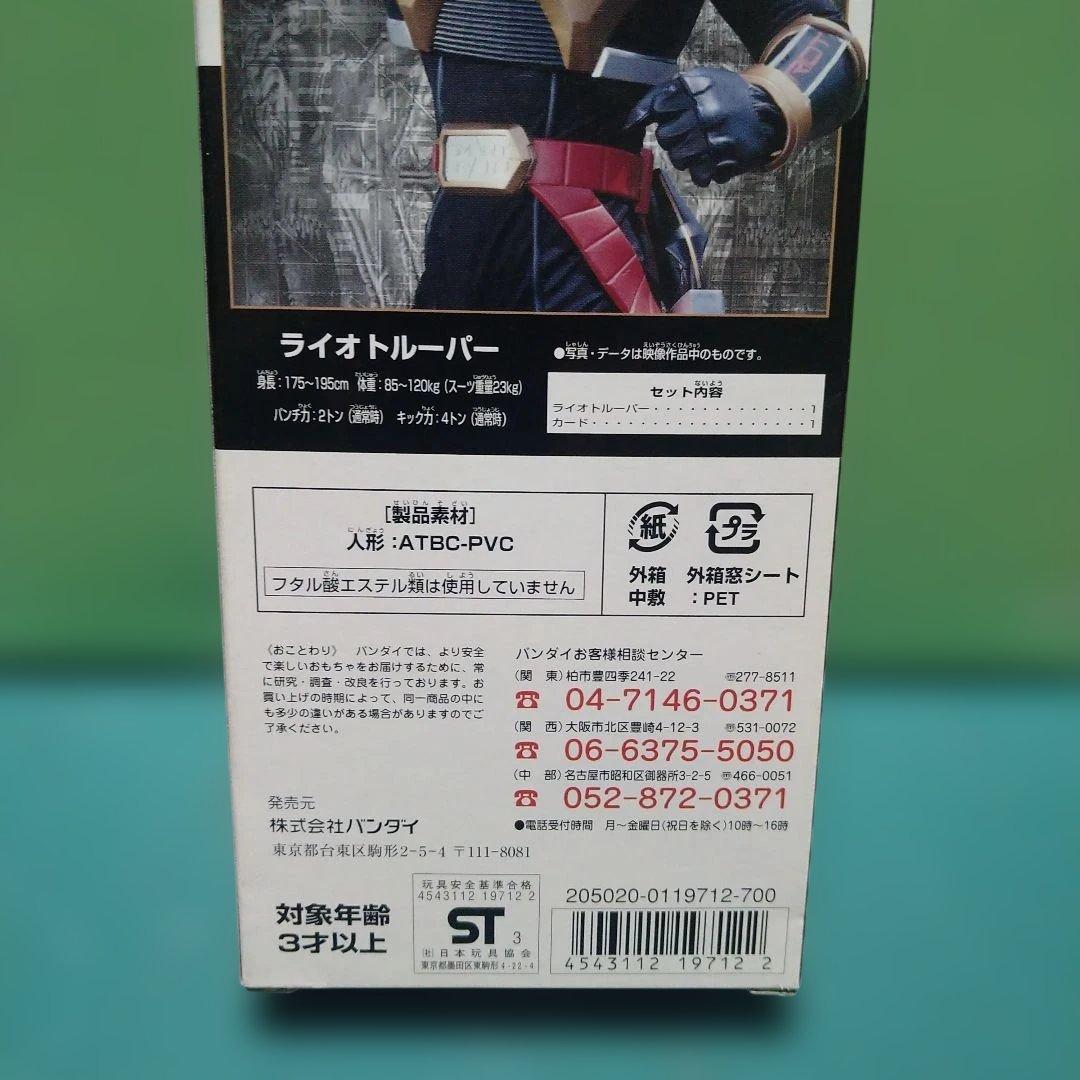 ライオトルーパー
身長：175〜195cm 体重：85〜120kg（スーツ重量23kg）
パンチ力：2トン（通常時） キック力：4トン（通常時）
●写真・データは映像作品中のものです。
セット内容
ライオトルーパー・・・・・・・・・・・・・1
カード・・・・・・・・・・・・・・・・・・1
［製品素材］
人形：ATBC-PVC
フタル酸エステル類は使用していません
紙
外箱
中敷
プラ
外箱窓シート
：PET
《おことわり》 バンダイでは、より安全
で楽しいおもちゃをお届けするために、常
に研究・調査・改良を行っております。お
買い上げの時期によって、同一商品の中に
も多少の違いがある場合がありますのでご
了承ください。
バンダイお客様相談センター
（関 東）柏市豊四季241-22 〒277-8511
☎ 04-7146-0371
（関 西）大阪市北区豊崎4-12-3 〒531-0072
☎ 06-6375-5050
（中 部）名古屋市昭和区御器所3-2-5 〒466-0051
☎ 052-872-0371
●電話受付時間 月〜金曜日（祝日を除く）10時〜16時
発売元
株式会社バンダイ
東京都台東区駒形2-5-4 〒111-8081
対象年齢
3才以上
玩具安全基準合格
4543112 19712 2
ST 3
(社)日本玩具協会
東京都墨田区東駒形4-22-4
205020-0119712-700
4543112 197122